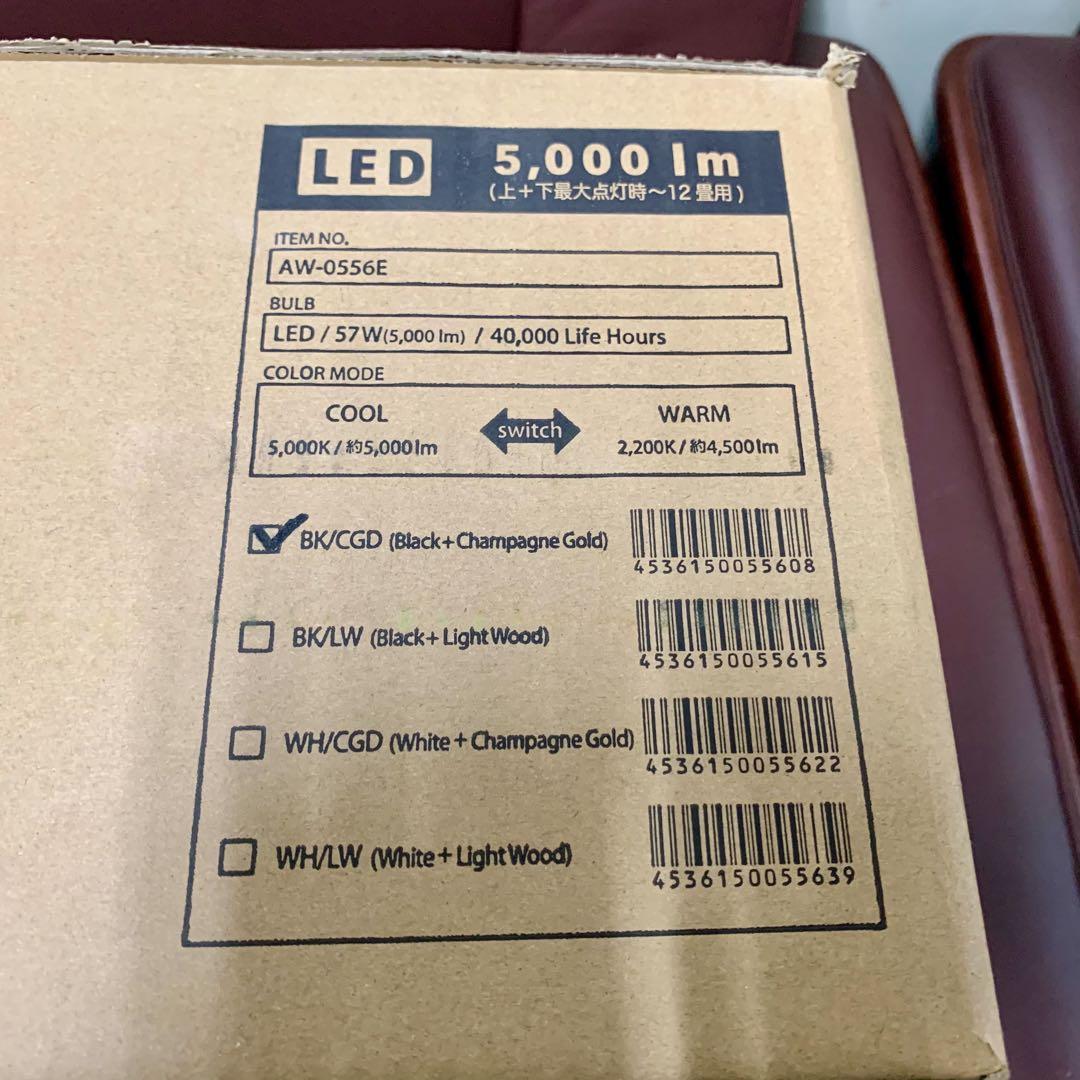 LED 5,000 lm
(上+下最大点灯時～12畳用)
ITEM NO.
AW-0556E
BULB
LED / 57W(5,000 lm) / 40,000 Life Hours
COLOR MODE
COOL switch WARM
5,000K / 約5,000lm 2,200K / 約4,500lm
BK/CGD (Black+Champagne Gold)
4536150055608
BK/LW (Black+Light Wood)
4536150055615
WH/CGD (White+Champagne Gold)
4536150055622
WH/LW (White+Light Wood)
4536150055639